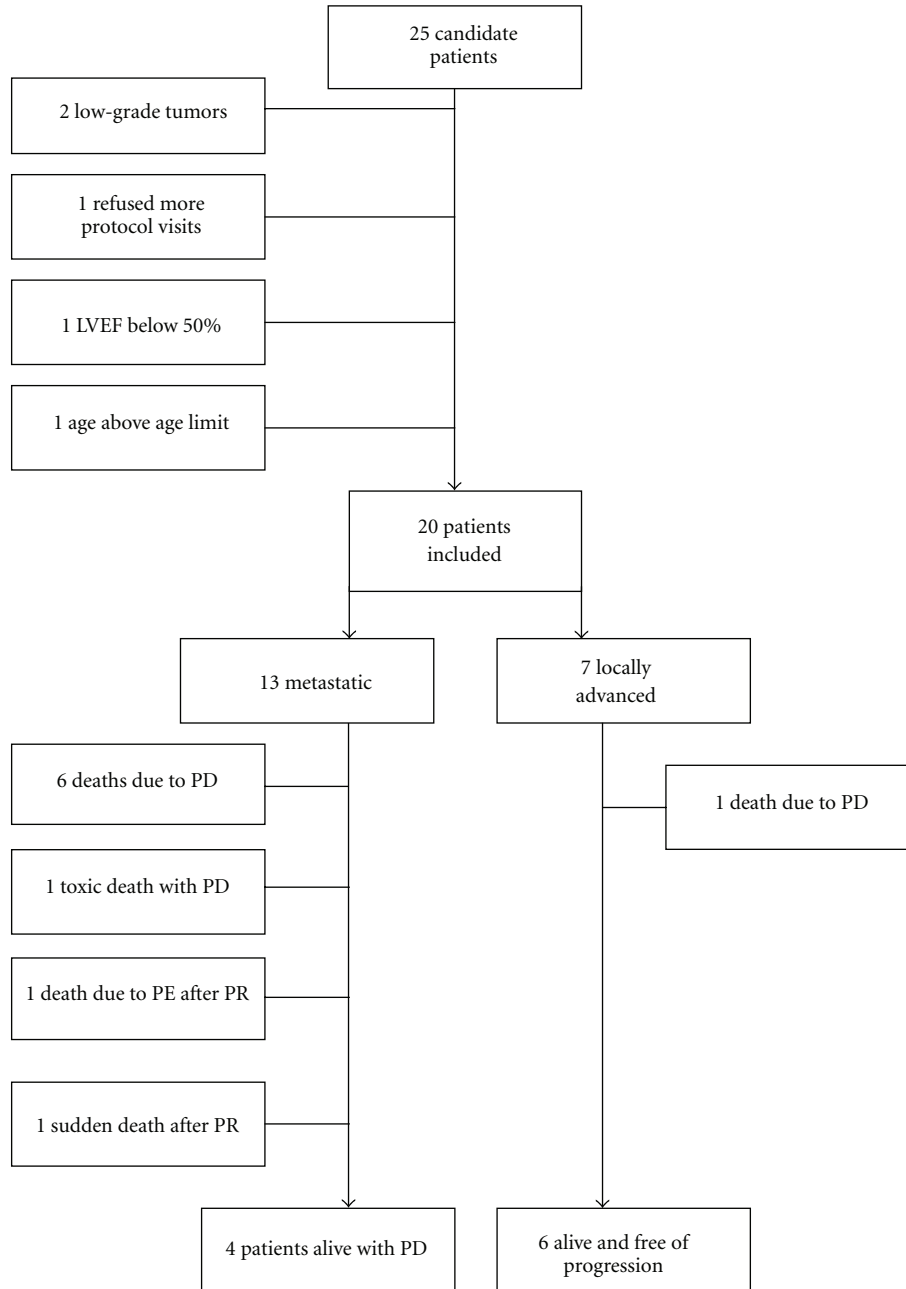 25 candidate
patients
2 low-grade tumors
1 refused more
protocol visits
1 LVEF below 50%
1 age above age limit
20 patients
included
13 metastatic
7 locally
advanced
6 deaths due to PD
1 death due to PD
1 toxic death with PD
1 death due to PE after PR
1 sudden death after PR
4 patients alive with PD
6 alive and free of
progression